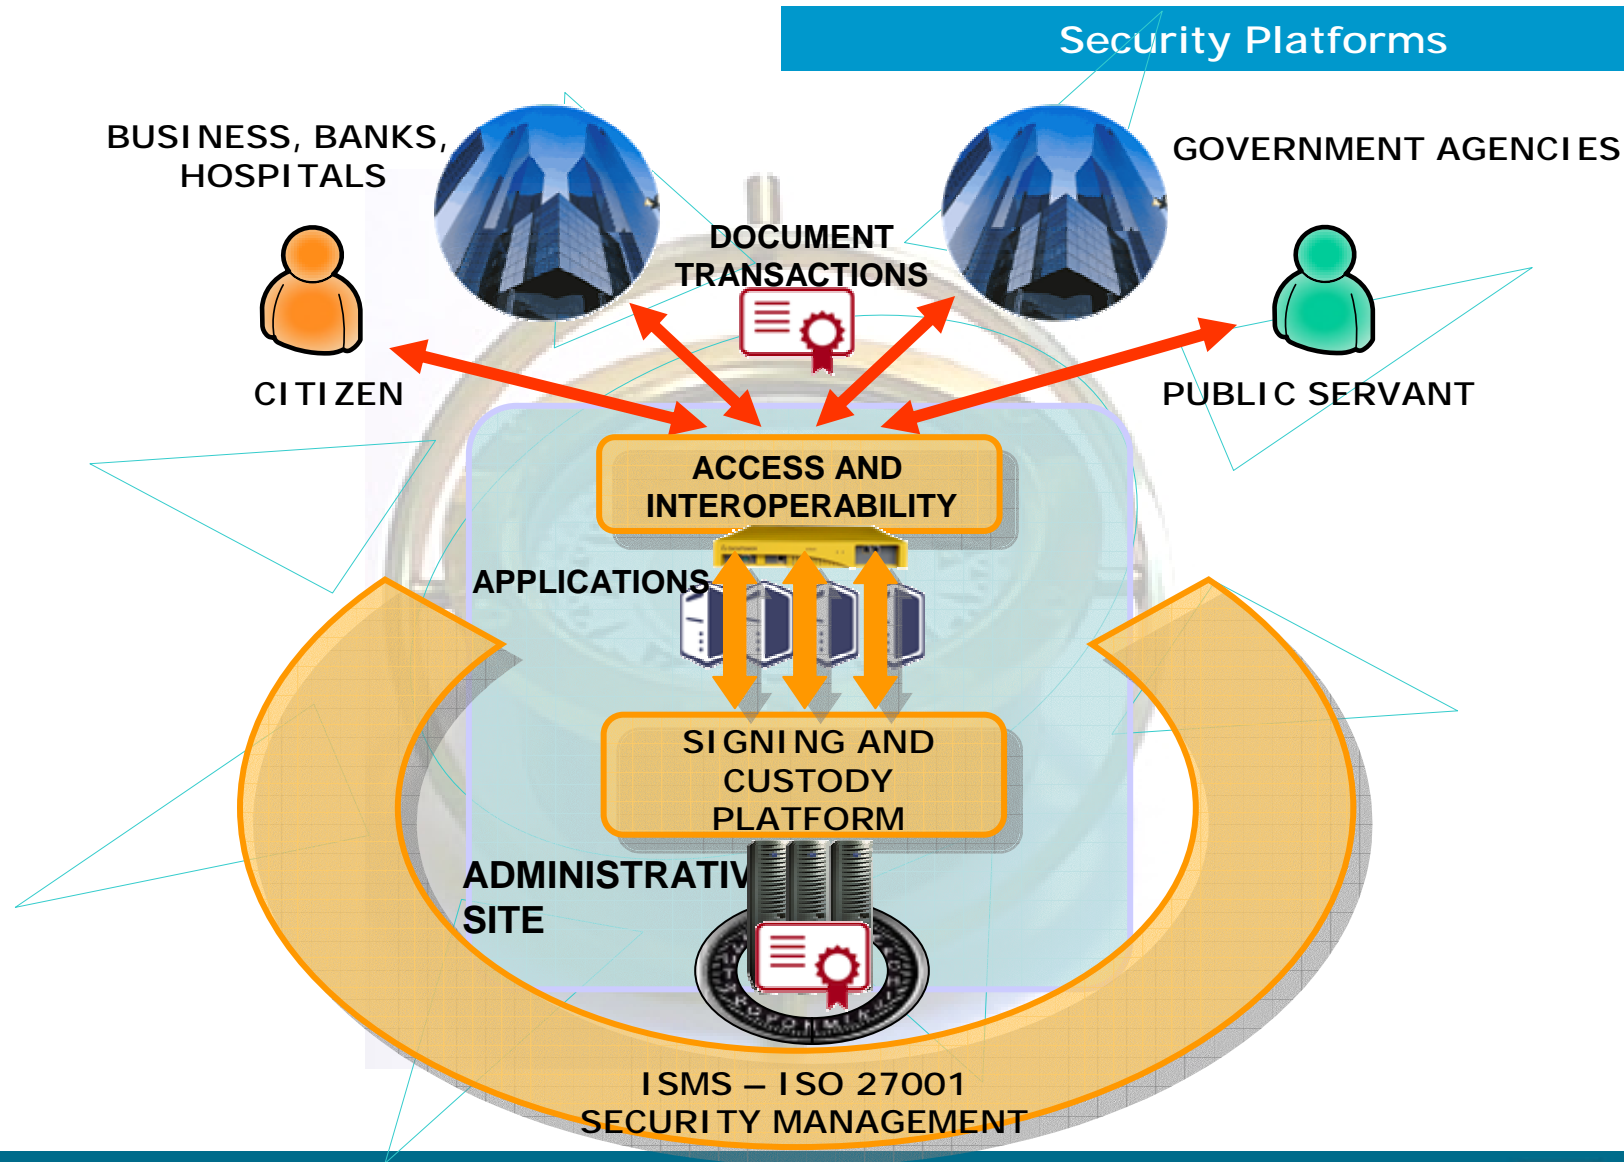 Security Platforms
BUSINESS, BANKS,
HOSPITALS
GOVERNMENT AGENCIES
DOCUMENT
TRANSACTIONS
CITIZEN
PUBLIC SERVANT
ACCESS AND
INTEROPERABILITY
APPLICATIONS
SIGNING AND
CUSTODY
PLATFORM
ADMINISTRATIV
SITE
ISMS – ISO 27001
SECURITY MANAGEMENT